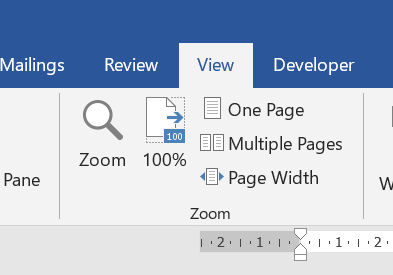 Mailings Review View Developer
One Page
100
Multiple Pages
Zoom 100%
Pane Page Width
Zoom
2 1 1 2